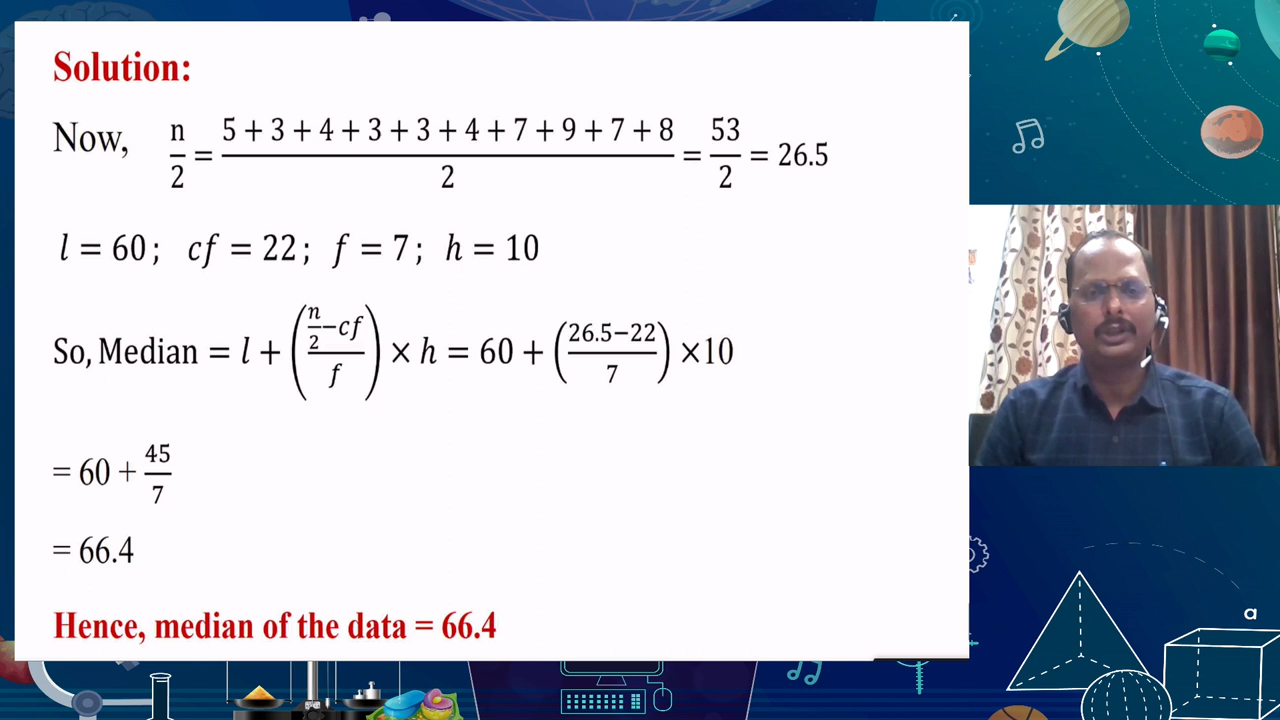 Solution:
Now, n/2 = (5 + 3 + 4 + 3 + 3 + 4 + 7 + 9 + 7 + 8)/2 = 53/2 = 26.5
l = 60 ; cf = 22 ; f = 7 ; h = 10
So, Median = l + ((n/2 − cf)/f) × h = 60 + ((26.5−22)/7) ×10
= 60 + 45/7
= 66.4
Hence, median of the data = 66.4
a